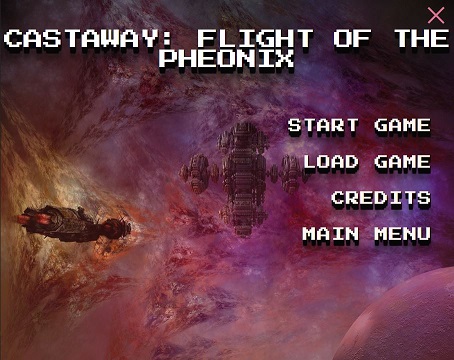 CASTAWAY: FLIGHT OF THE
PHEONIX
START GAME
LOAD GAME
CREDITS
MAIN MENU